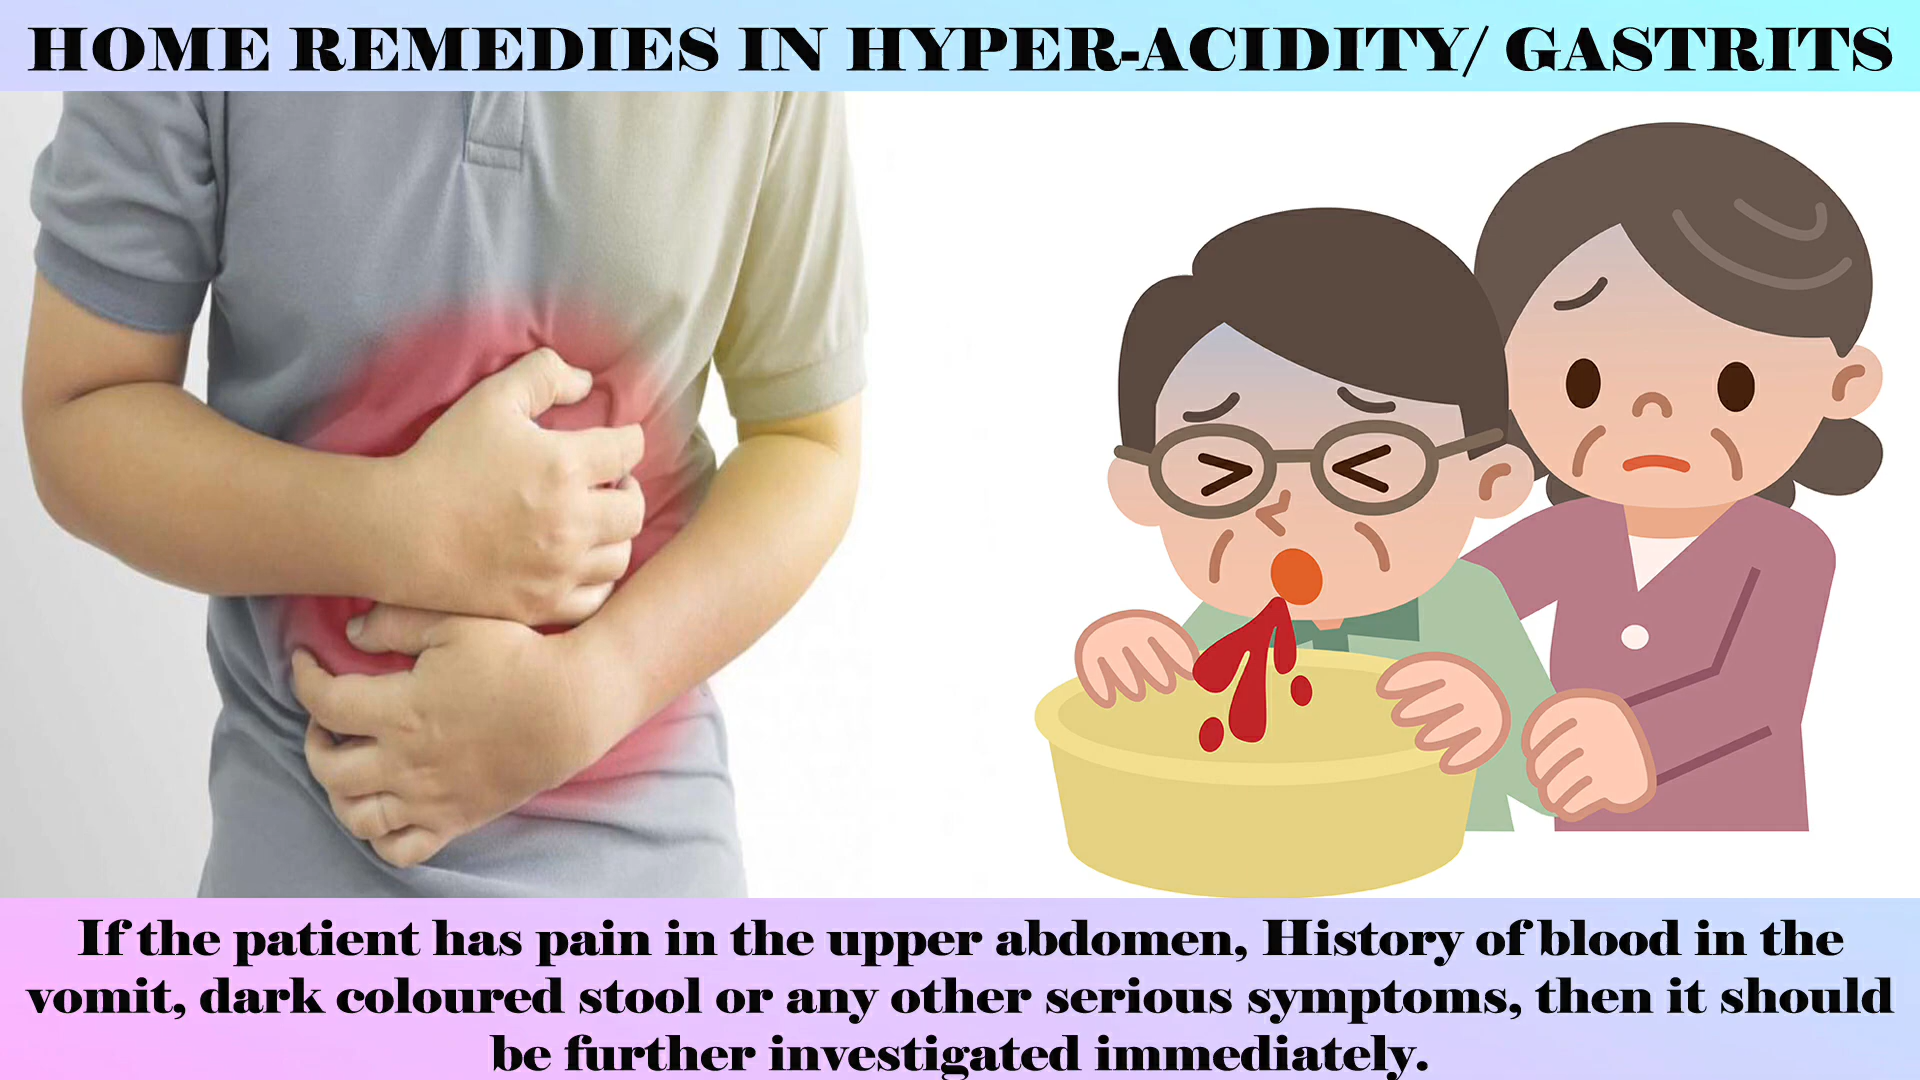 HOME REMEDIES IN HYPER-ACIDITY/ GASTRITS
If the patient has pain in the upper abdomen, History of blood in the
vomit, dark coloured stool or any other serious symptoms, then it should
be further investigated immediately.